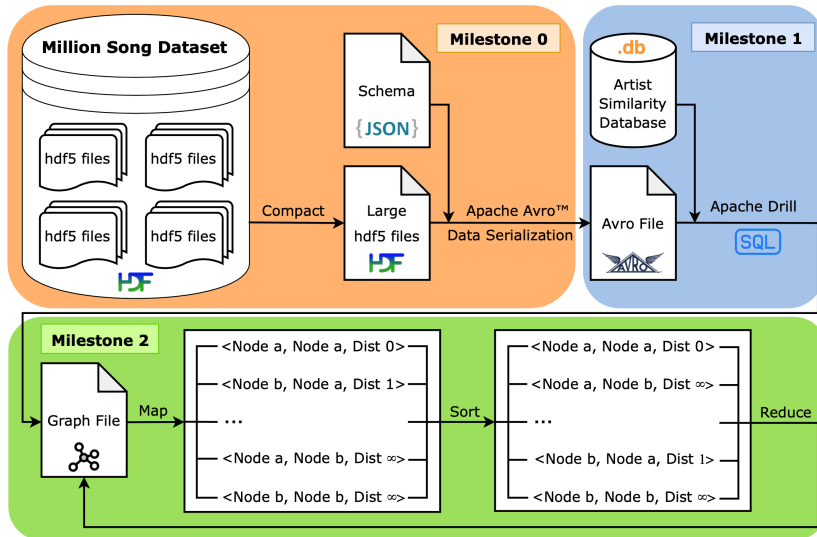 Million Song Dataset
hdf5 files
hdf5 files
hdf5 files
hdf5 files
HDF
Compact
Milestone 0
Schema
{JSON}
Large
hdf5 files
HDF
Apache Avro™
Data Serialization
Milestone 1
.db
Artist
Similarity
Database
Avro File
AVRO
Apache Drill
SQL
Milestone 2
Graph File
Map
<Node a, Node a, Dist 0>
<Node b, Node a, Dist 1>
...
<Node a, Node b, Dist ∞>
<Node b, Node b, Dist ∞>
Sort
<Node a, Node a, Dist 0>
<Node a, Node b, Dist ∞>
...
<Node b, Node a, Dist 1>
<Node b, Node b, Dist ∞>
Reduce